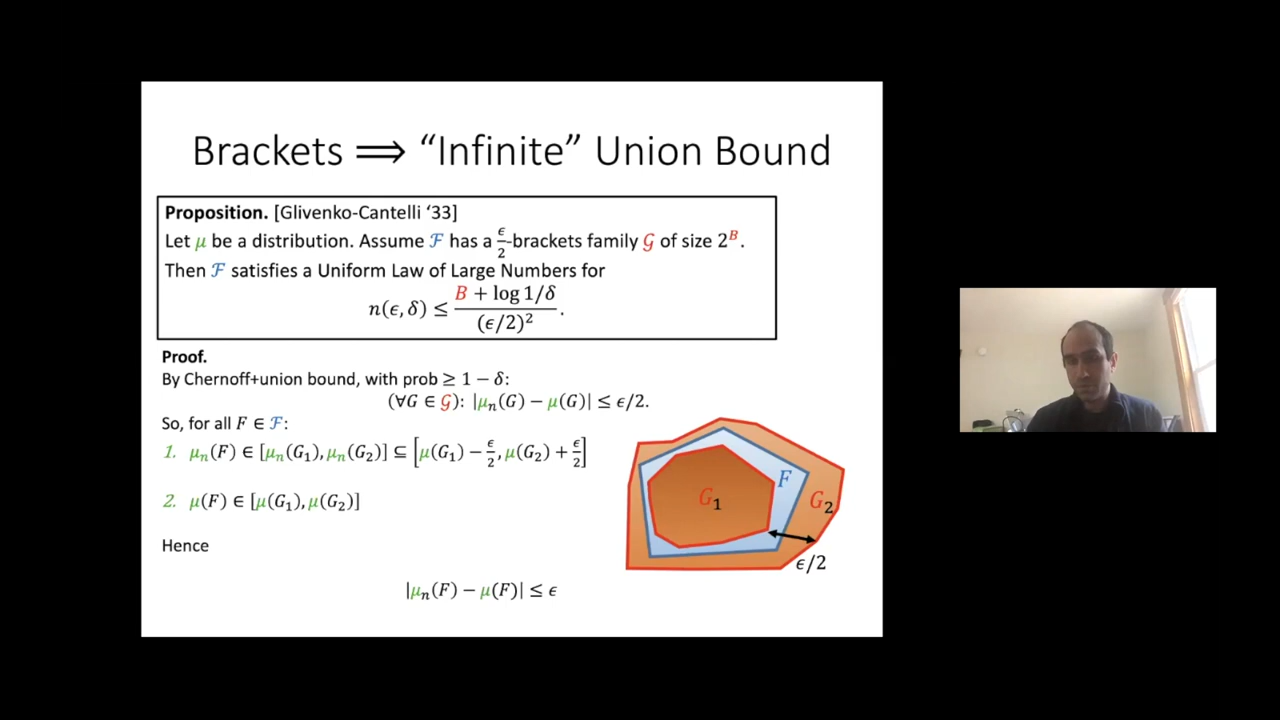 Brackets ⟹ “Infinite” Union Bound
Proposition. [Glivenko-Cantelli ‘33]
Let μ be a distribution. Assume ℱ has a ϵ/2-brackets family 𝒢 of size 2^B.
Then ℱ satisfies a Uniform Law of Large Numbers for
n(ϵ, δ) ≤ (B + log 1/δ)/(ϵ/2)².
Proof.
By Chernoff+union bound, with prob ≥ 1 − δ:
(∀G ∈ 𝒢): |μₙ(G) − μ(G)| ≤ ϵ/2.
So, for all F ∈ ℱ:
1. μₙ(F) ∈ [μₙ(G₁), μₙ(G₂)] ⊆ [μ(G₁) − ϵ/2, μ(G₂) + ϵ/2]
2. μ(F) ∈ [μ(G₁), μ(G₂)]
Hence
|μₙ(F) − μ(F)| ≤ ϵ
F
G₁
G₂
ϵ/2